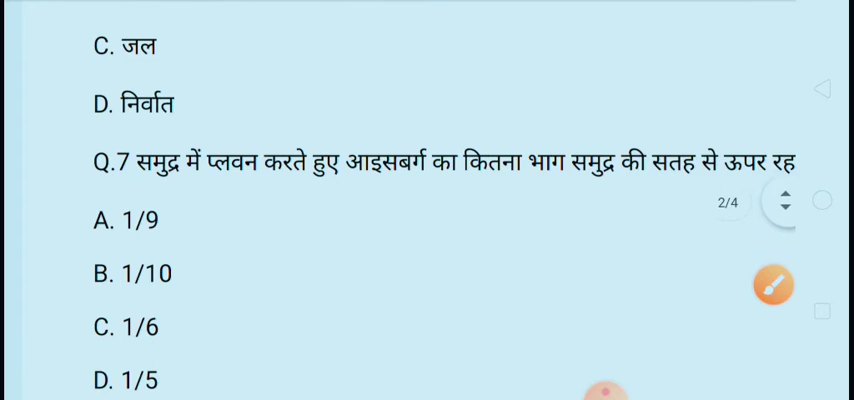 C. जल
D. निर्वात
Q.7 समुद्र में प्लवन करते हुए आइसबर्ग का कितना भाग समुद्र की सतह से ऊपर रह
2/4
A. 1/9
B. 1/10
C. 1/6
D. 1/5